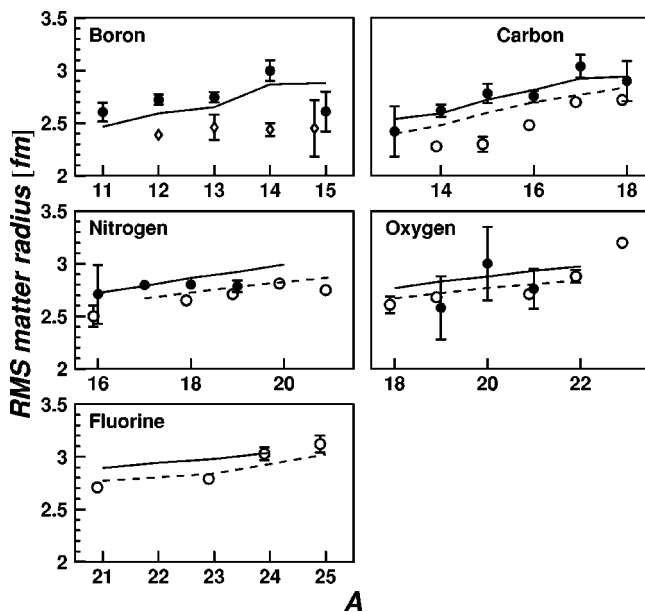 3.5
3
2.5
2
Boron
11 12 13 14 15
Carbon
14 16 18
3.5
3
2.5
2
Nitrogen
16 18 20
Oxygen
18 20 22
3.5
3
2.5
2
Fluorine
21 22 23 24 25
RMS matter radius [fm]
A